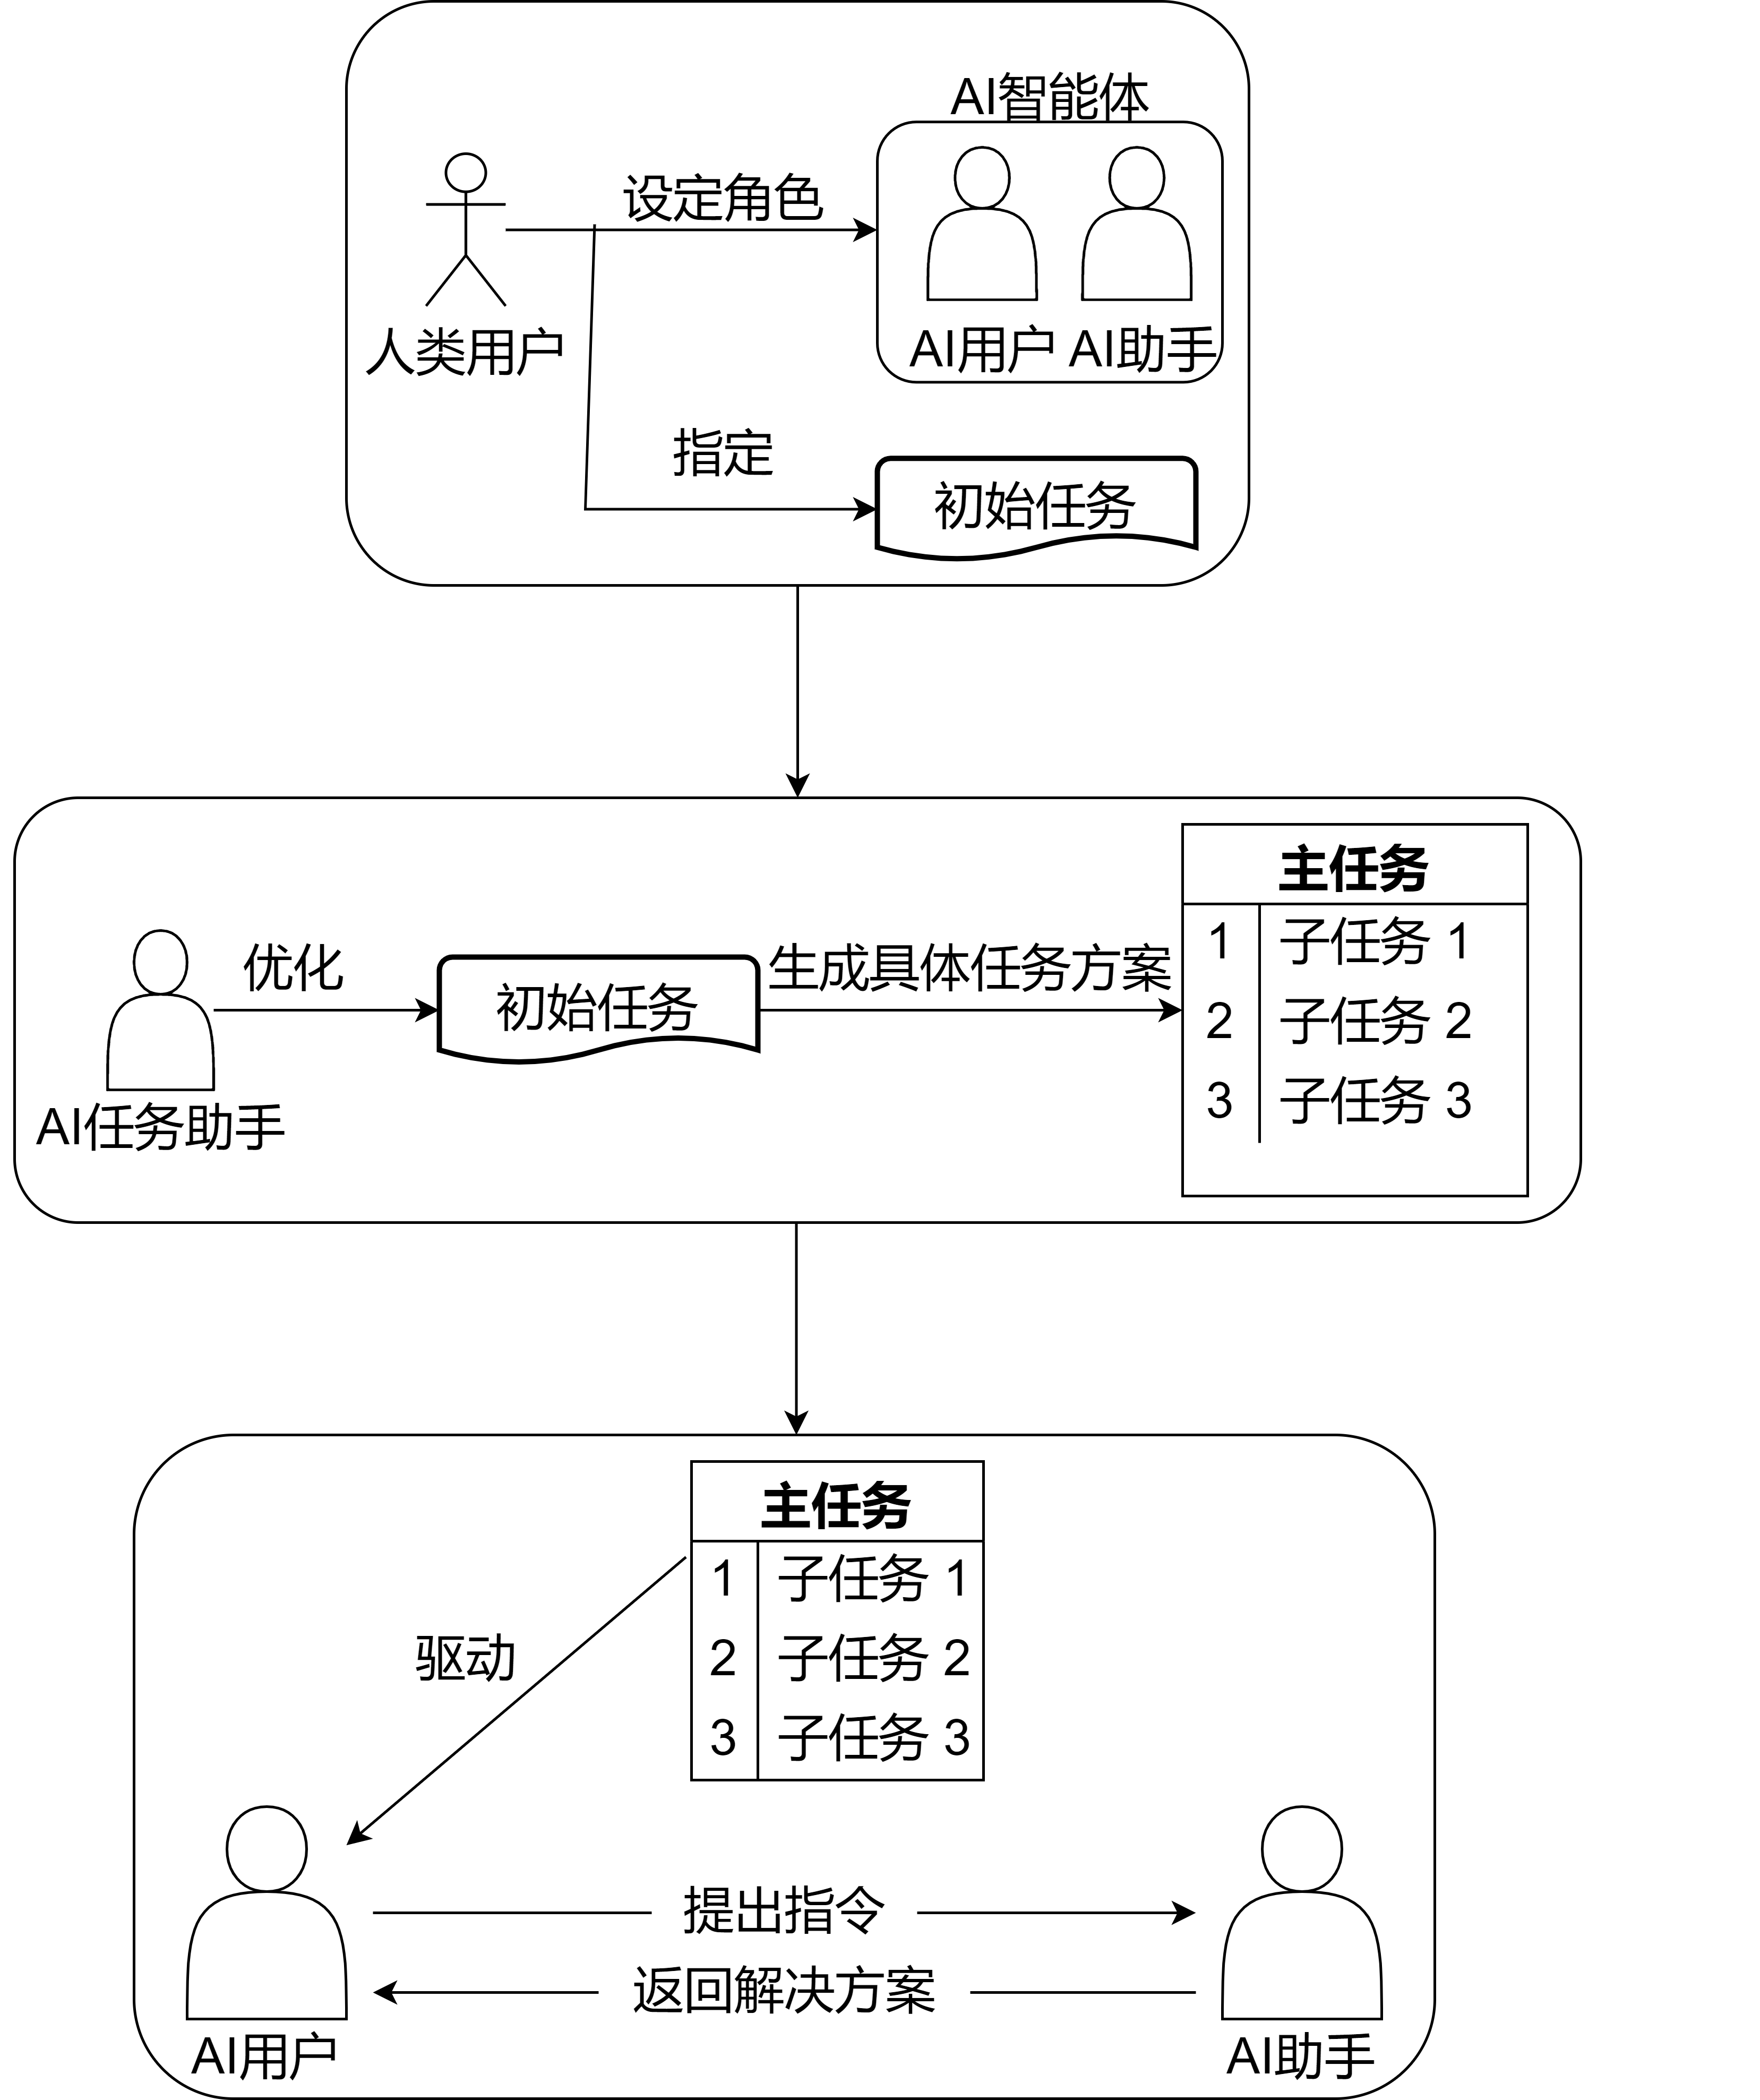 AI智能体
设定角色
人类用户
AI用户 AI助手
指定
初始任务
主任务
优化
生成具体任务方案
初始任务
1 子任务 1
2 子任务 2
3 子任务 3
AI任务助手
主任务
1 子任务 1
2 子任务 2
3 子任务 3
驱动
提出指令
返回解决方案
AI用户
AI助手